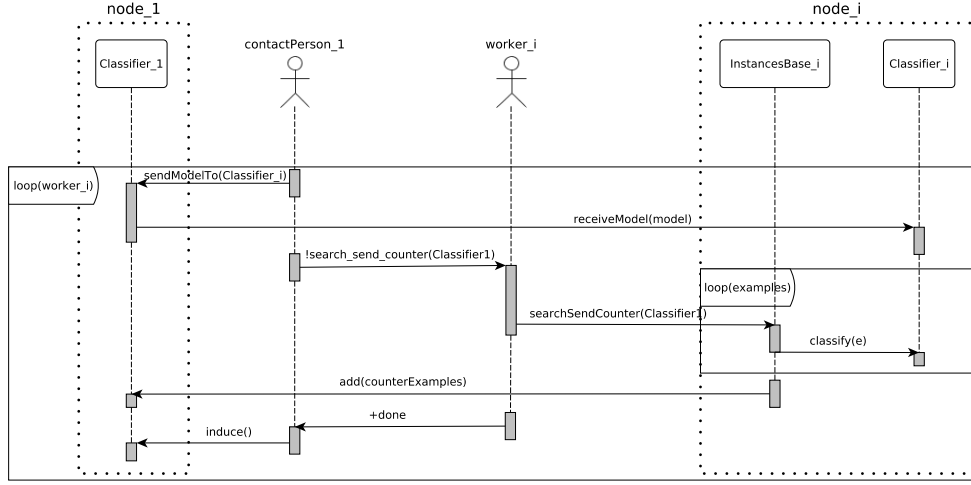 node_1
node_i
contactPerson_1
worker_i
Classifier_1
InstancesBase_i
Classifier_i
sendModelTo(Classifier_i)
loop(worker_i)
receiveModel(model)
!search_send_counter(Classifier1)
loop(examples)
searchSendCounter(Classifier1)
classify(e)
add(counterExamples)
+done
induce()